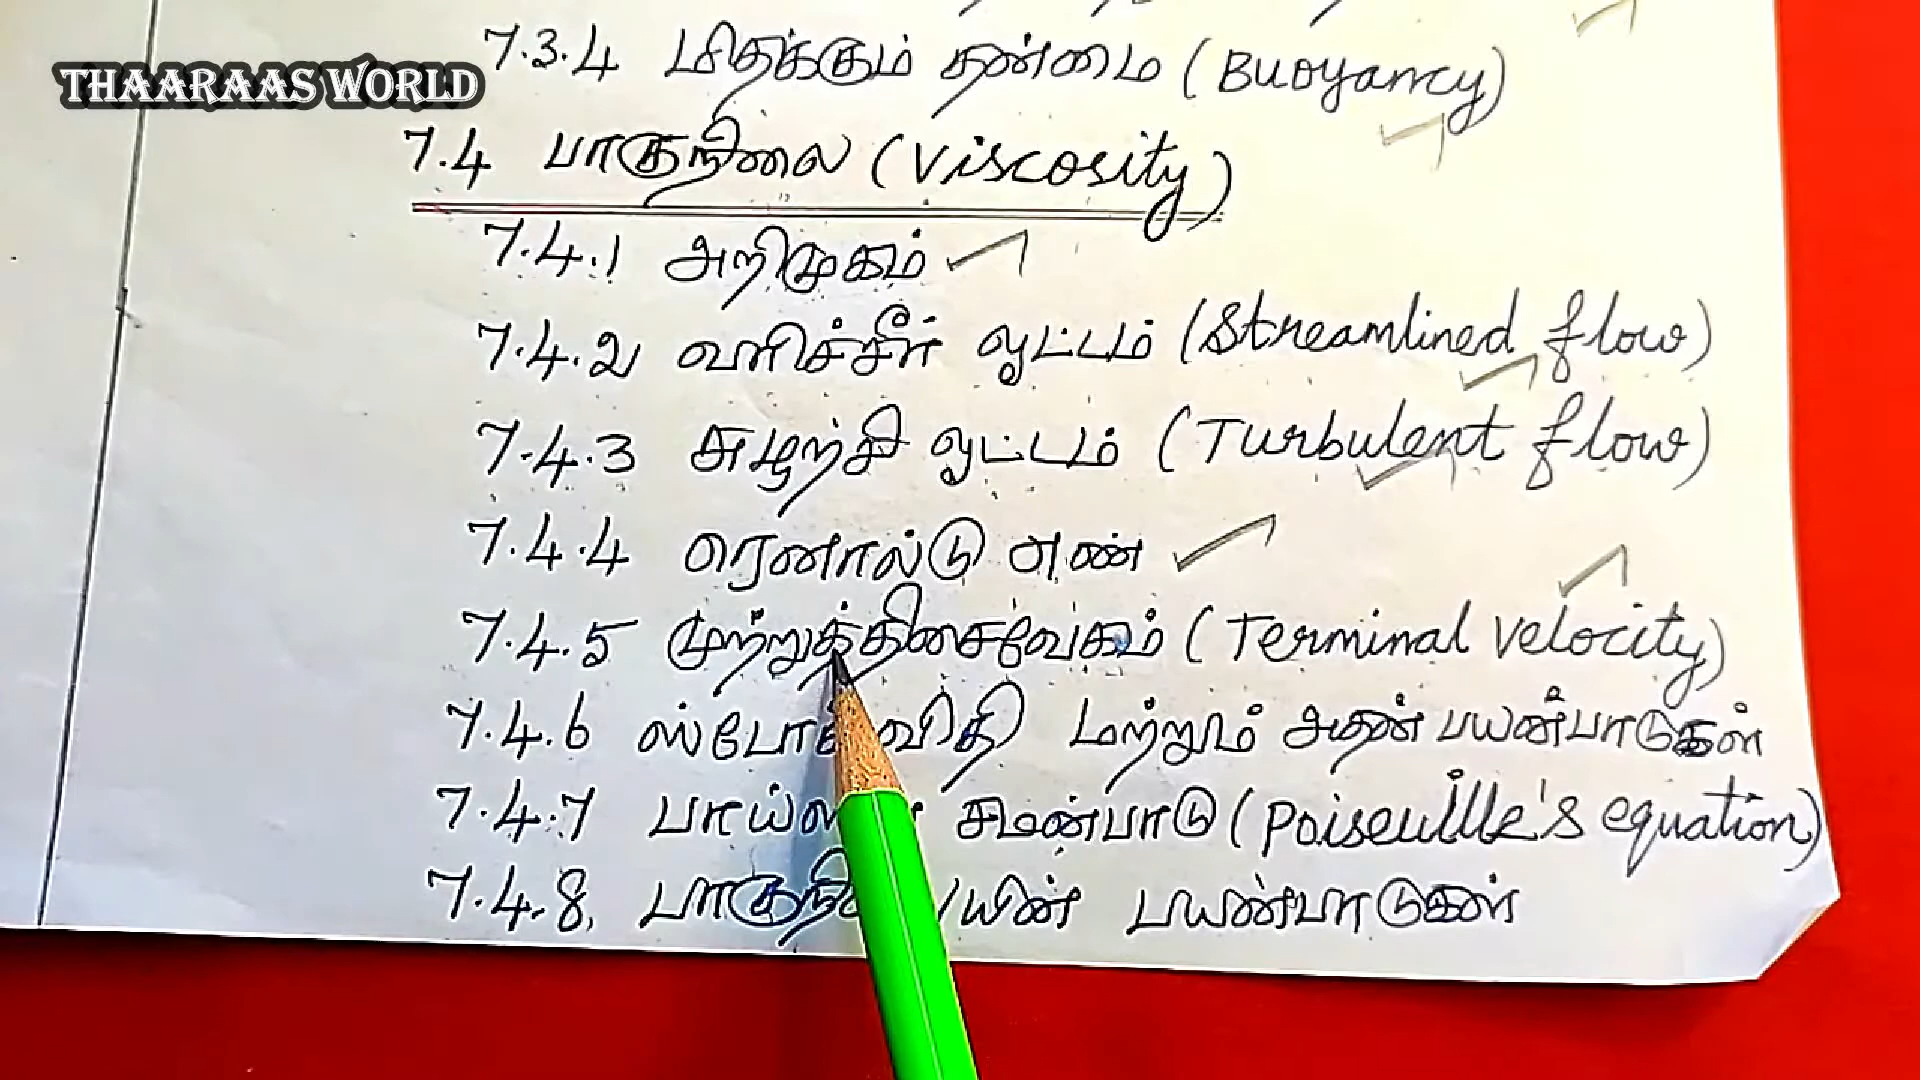 THAARAAS WORLD
7.3.4 மிதக்கும் தன்மை (Buoyancy)
7.4 பாகுநிலை (Viscosity)
7.4.1 அறிமுகம்
7.4.2 வரிச்சீர் ஓட்டம் (Streamlined flow)
7.4.3 சுழற்சி ஓட்டம் (Turbulent flow)
7.4.4 ரெனால்டு எண்
7.4.5 முற்றுத்திசைவேகம் (Terminal velocity)
7.4.6 விதி மற்றும் அதன் பயன்பாடுகள்
7.4.7 சமன்பாடு (Poiseuille's equation)
7.4.8. பயன்பாடுகள்